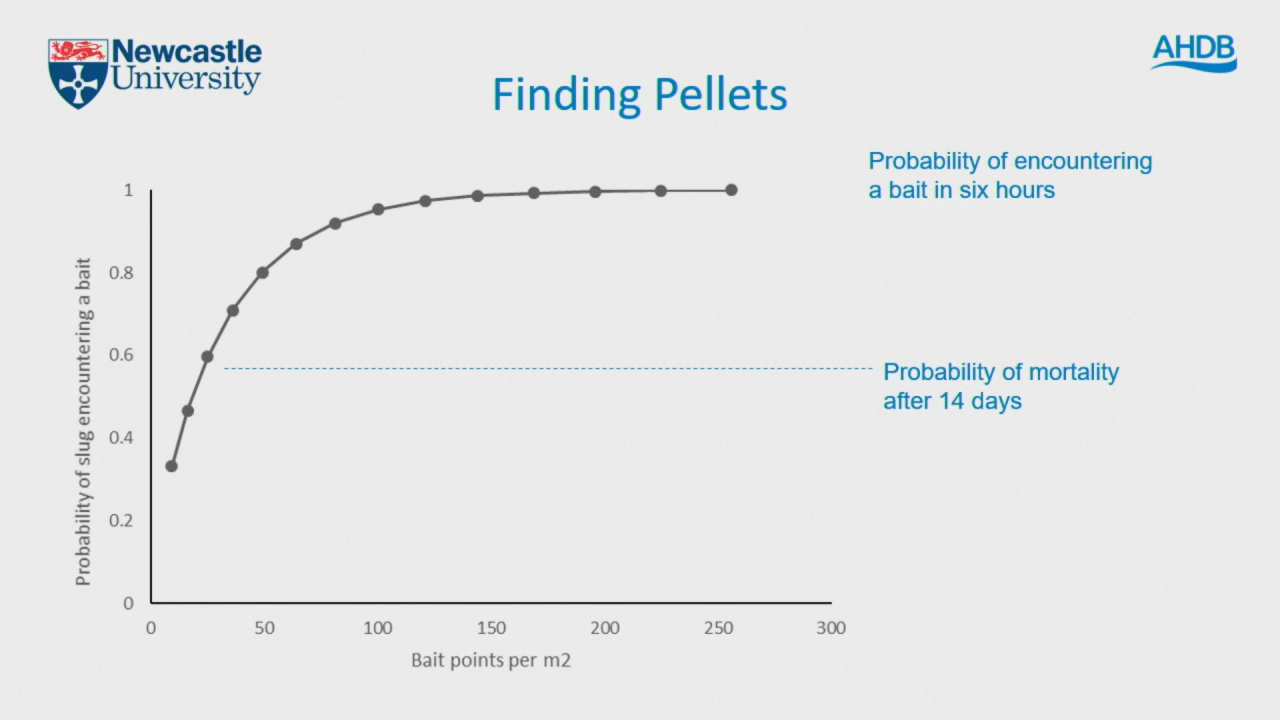 Newcastle
University
AHDB
Finding Pellets
Probability of encountering
a bait in six hours
1
0.8
0.6
0.4
0.2
0
Probability of slug encountering a bait
Probability of mortality
after 14 days
0 50 100 150 200 250 300
Bait points per m2